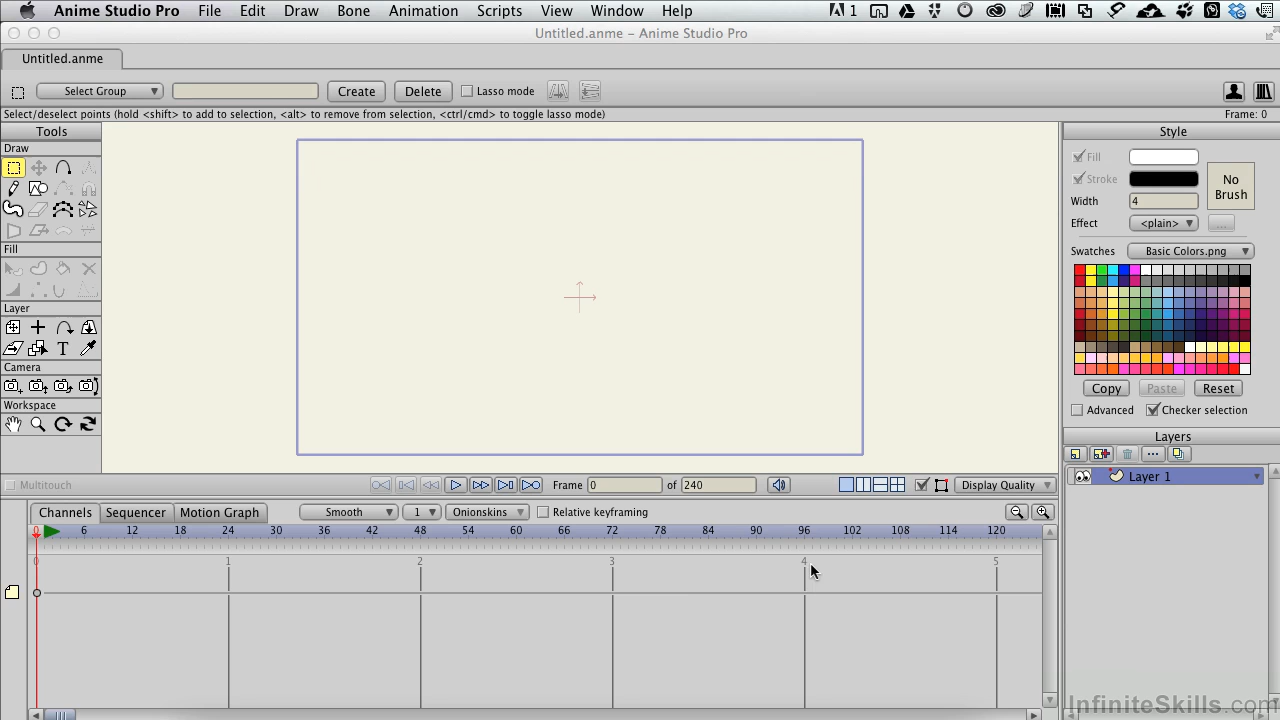 Anime Studio Pro File Edit Draw Bone Animation Scripts View Window Help 1
Untitled.anme – Anime Studio Pro
Untitled.anme
Select Group Create Delete Lasso mode
Select/deselect points (hold <shift> to add to selection, <alt> to remove from selection, <ctrl/cmd> to toggle lasso mode) Frame: 0
Tools
Draw
Fill
Layer
T
Camera
Workspace
Style
Fill
Stroke
No Brush
Width 4
Effect <plain> ...
Swatches Basic Colors.png
Copy Paste Reset
Advanced Checker selection
Layers
Layer 1
Multitouch Frame 0 of 240 Display Quality
Channels Sequencer Motion Graph Smooth 1 Onionskins Relative keyframing
0 6 12 18 24 30 36 42 48 54 60 66 72 78 84 90 96 102 108 114 120
0 1 2 3 4 5
InfiniteSkills.com